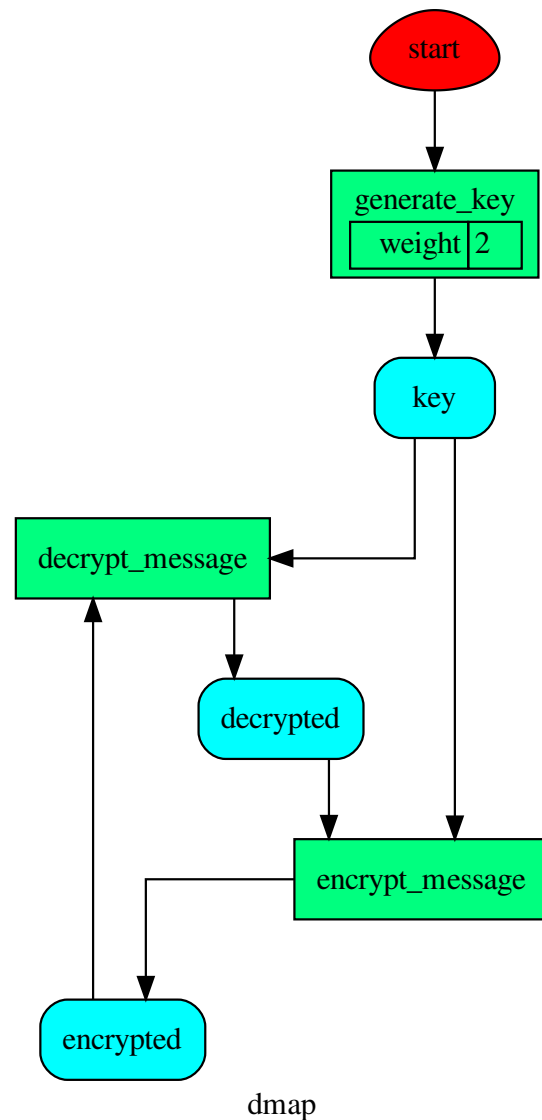 start
generate_key
weight 2
key
decrypt_message
decrypted
encrypt_message
encrypted
dmap